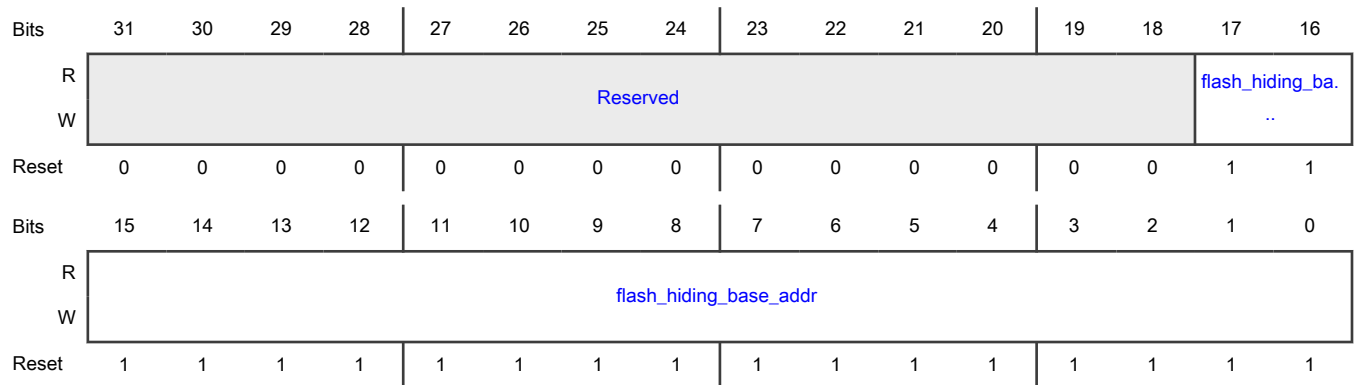 Bits 31 30 29 28 27 26 25 24 23 22 21 20 19 18 17 16
R
Reserved
flash_hiding_ba.
..
W
Reset 0 0 0 0 0 0 0 0 0 0 0 0 0 0 1 1
Bits 15 14 13 12 11 10 9 8 7 6 5 4 3 2 1 0
R
flash_hiding_base_addr
W
Reset 1 1 1 1 1 1 1 1 1 1 1 1 1 1 1 1